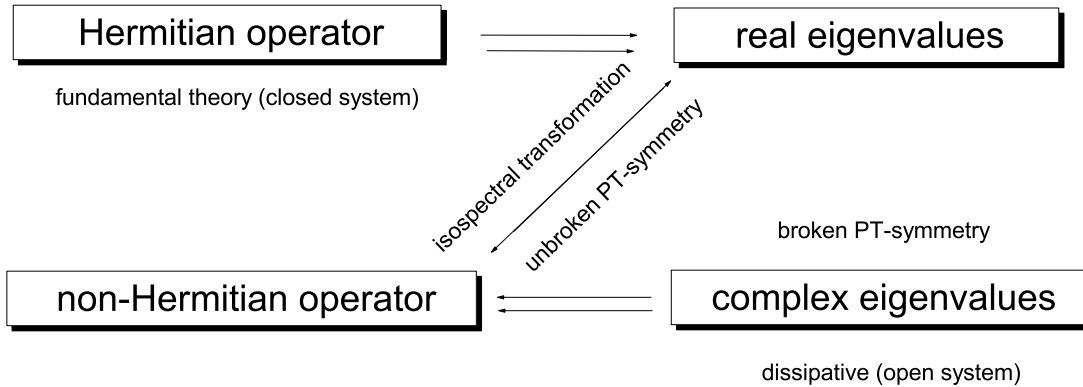 Hermitian operator
real eigenvalues
fundamental theory (closed system)
isospectral transformation
unbroken PT-symmetry
broken PT-symmetry
non-Hermitian operator
complex eigenvalues
dissipative (open system)